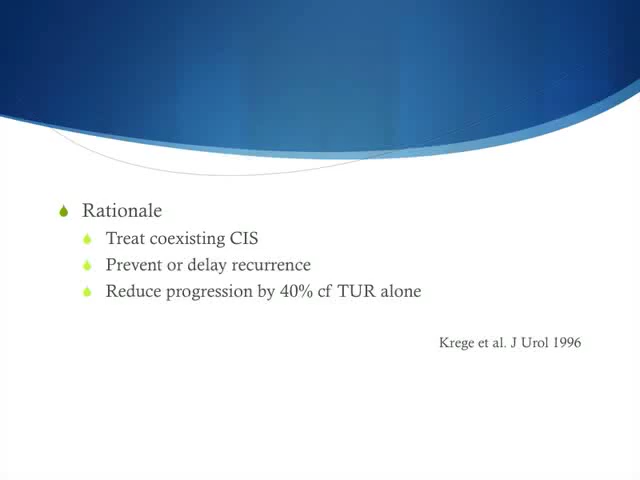 Rationale
Treat coexisting CIS
Prevent or delay recurrence
Reduce progression by 40% cf TUR alone
Krege et al. J Urol 1996